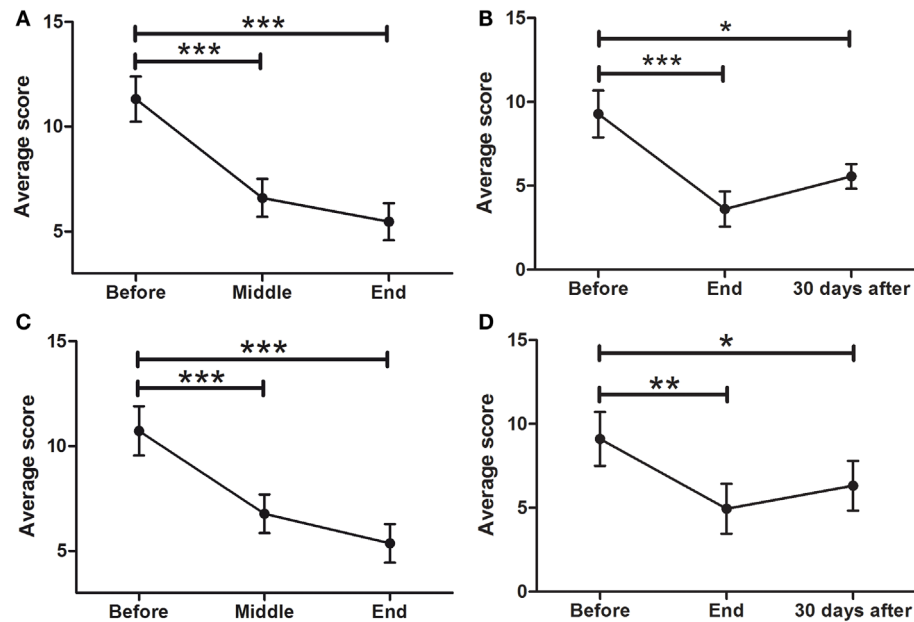 A
Average score
15
10
5
***
***
Before
Middle
End
B
Average score
15
10
5
0
*
***
Before
End
30 days after
C
Average score
15
10
5
***
***
Before
Middle
End
D
Average score
15
10
5
0
*
**
Before
End
30 days after